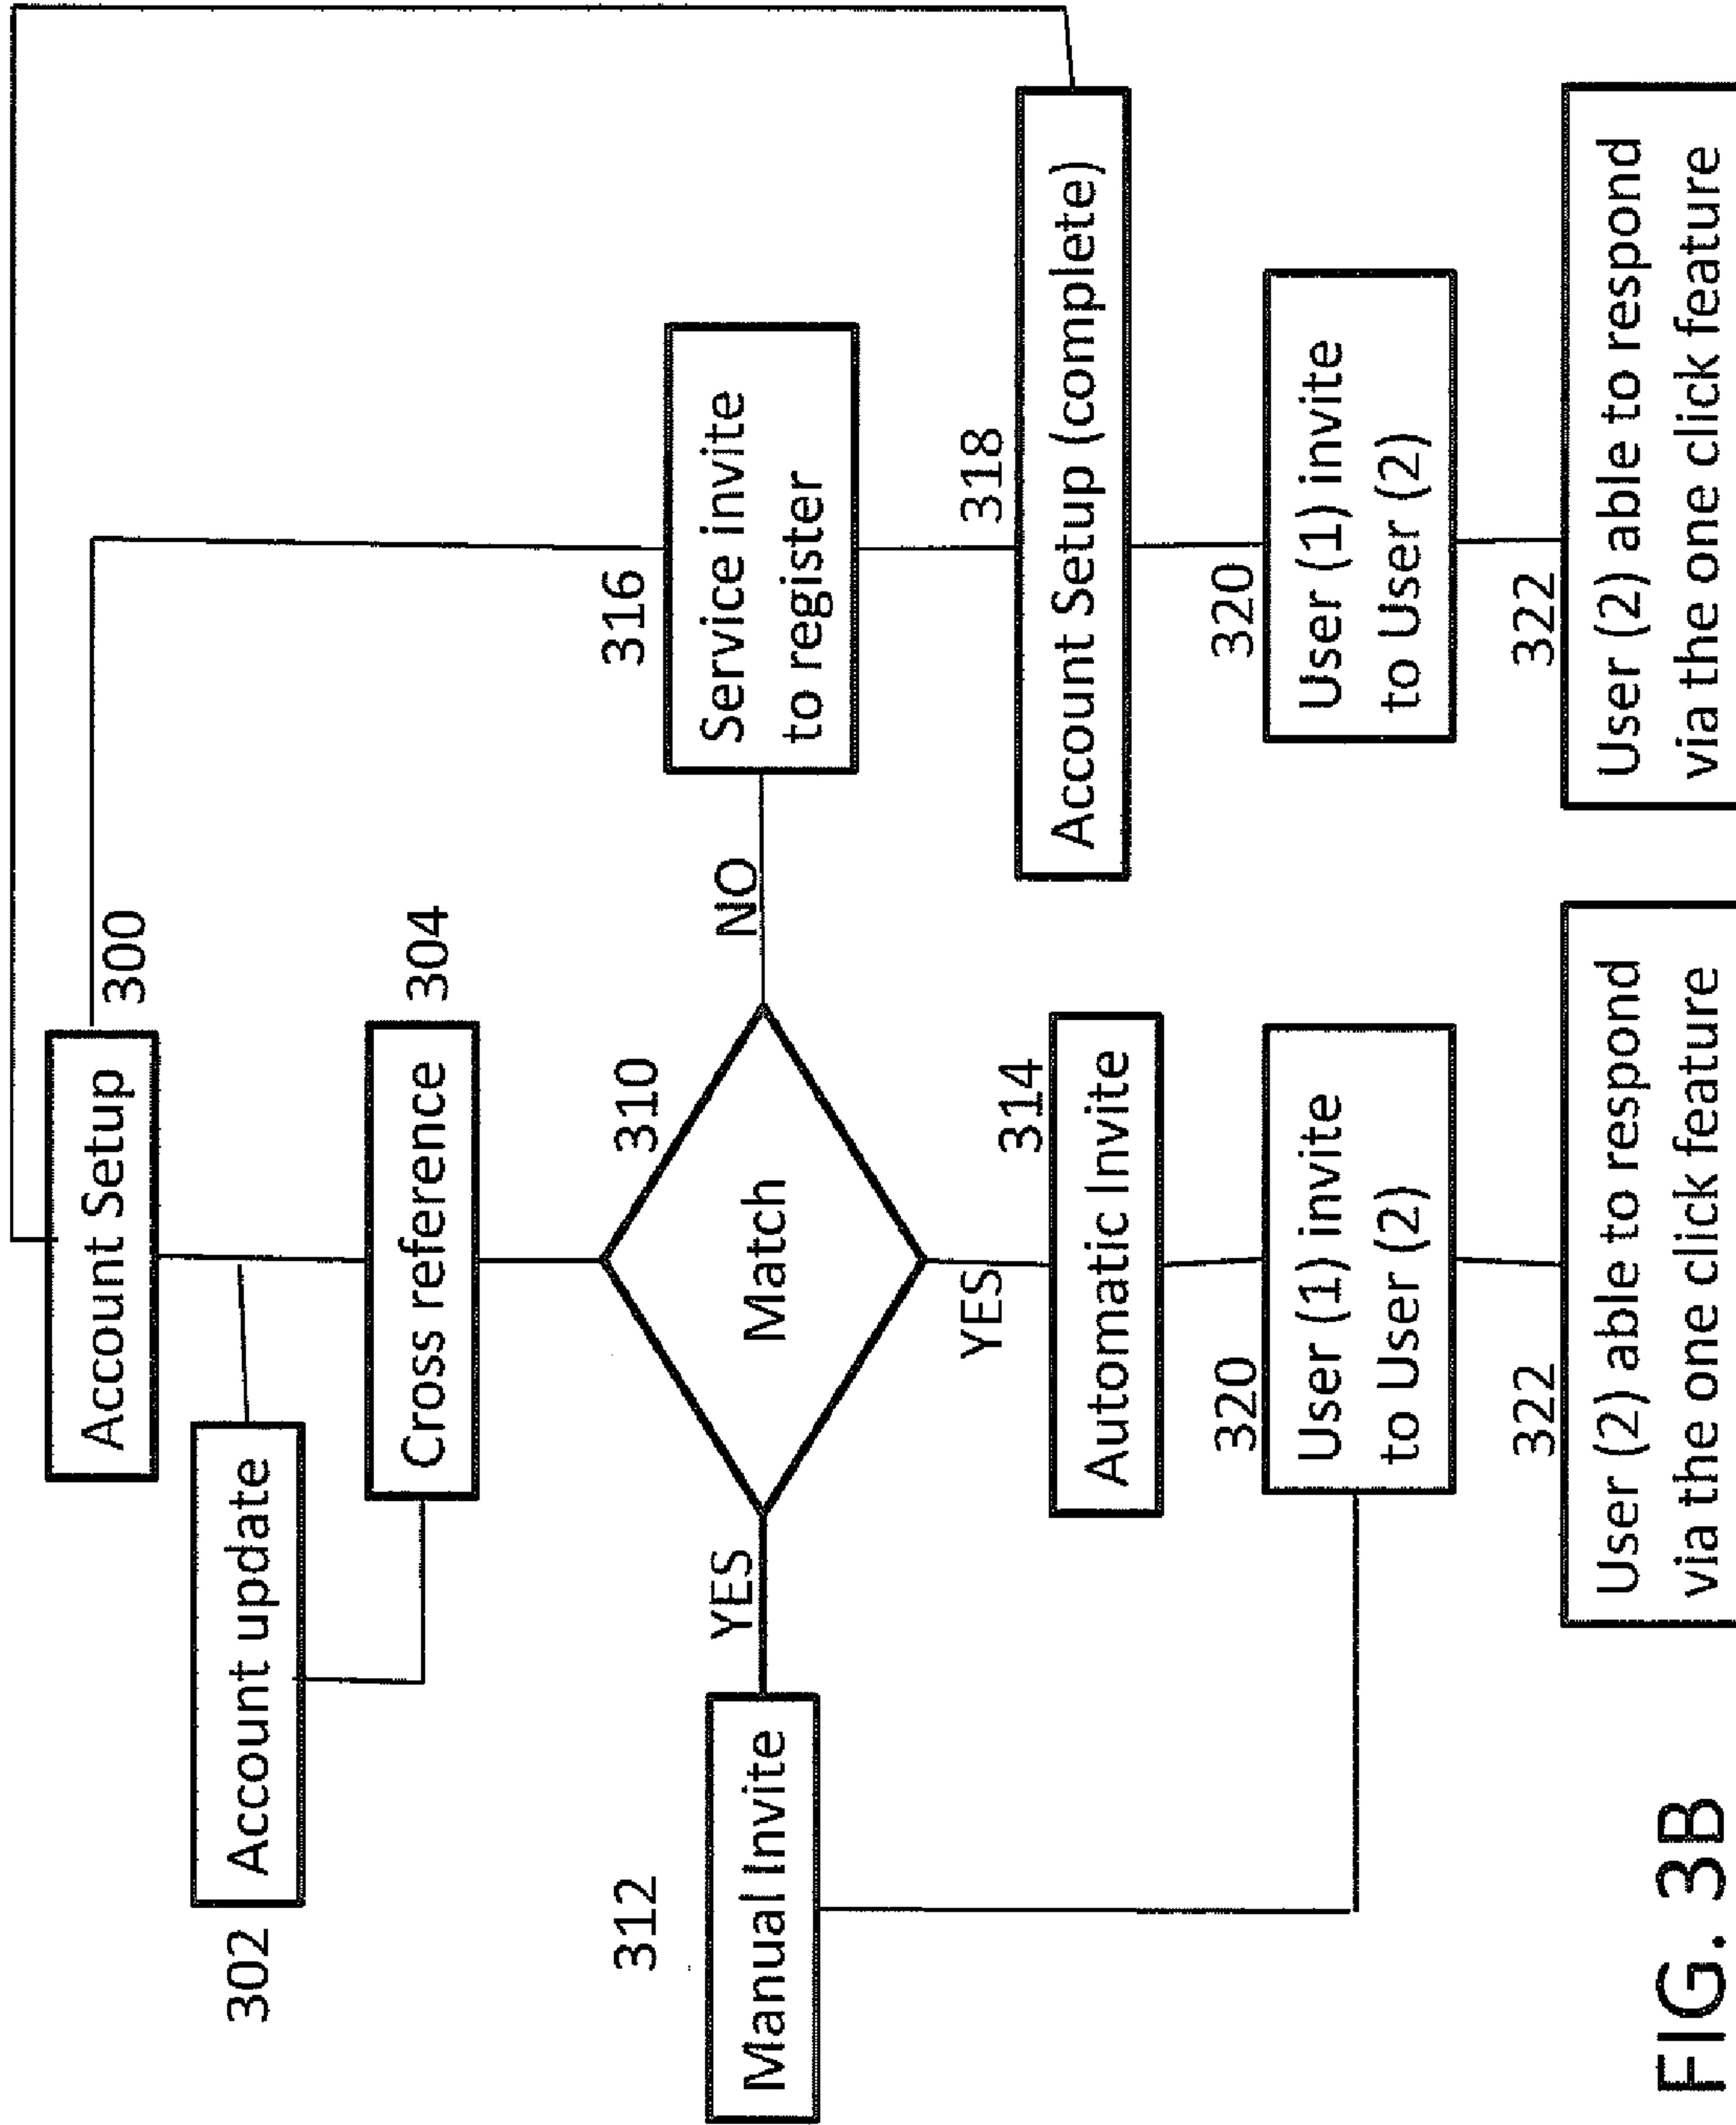 300
Account Setup
302
Account update
304
Cross reference
310
Match
YES
NO
YES
312
Manual Invite
314
Automatic Invite
316
Service invite
to register
318
Account Setup (complete)
320
User (1) invite
to User (2)
320
User (1) invite
to User (2)
322
User (2) able to respond
via the one click feature
322
User (2) able to respond
via the one click feature
FIG. 3B